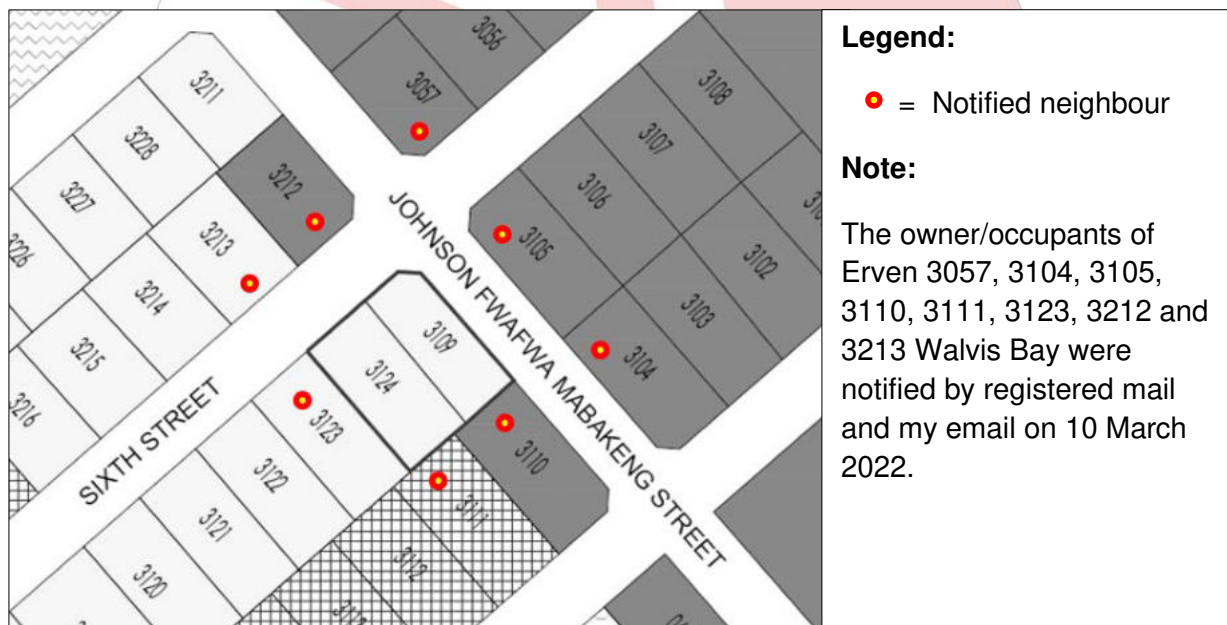 3056
3057
3211
3228
3227
3212
3213
3214
3215
3216
3108
3107
3106
3105
3102
3103
3104
JOHNSON FWAFWA MABAKENG STREET
3109
3124
3123
3122
3121
3120
3110
3111
3112
SIXTH STREET
Legend:
= Notified neighbour
Note:
The owner/occupants of
Erven 3057, 3104, 3105,
3110, 3111, 3123, 3212 and
3213 Walvis Bay were
notified by registered mail
and my email on 10 March
2022.